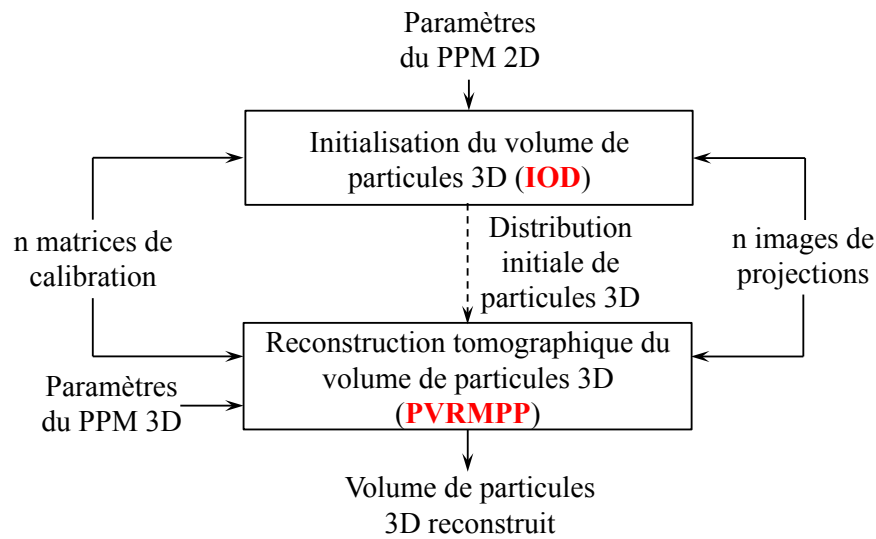 Paramètres
du PPM 2D
Initialisation du volume de
particules 3D (IOD)
n matrices de
calibration
Distribution
initiale de
particules 3D
n images de
projections
Reconstruction tomographique du
volume de particules 3D
(PVRMPP)
Paramètres
du PPM 3D
Volume de particules
3D reconstruit